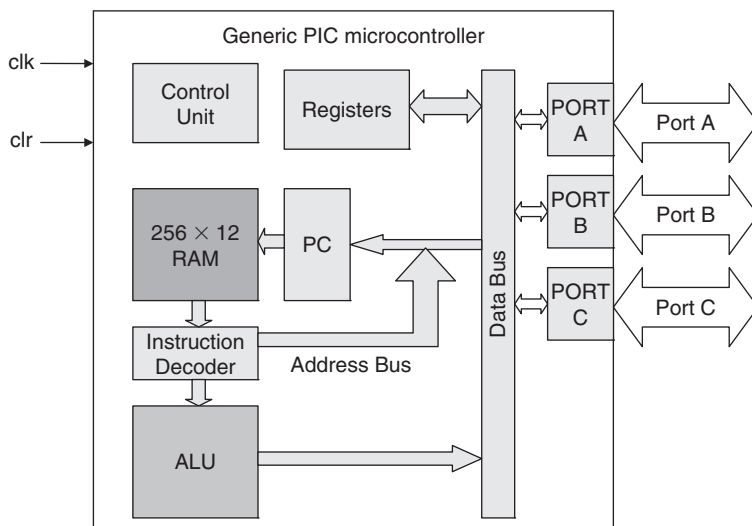 Generic PIC microcontroller
clk
clr
Control
Unit
Registers
PORT
A
Port A
256 × 12
RAM
PC
PORT
B
Port B
Data Bus
PORT
C
Port C
Instruction
Decoder
Address Bus
ALU